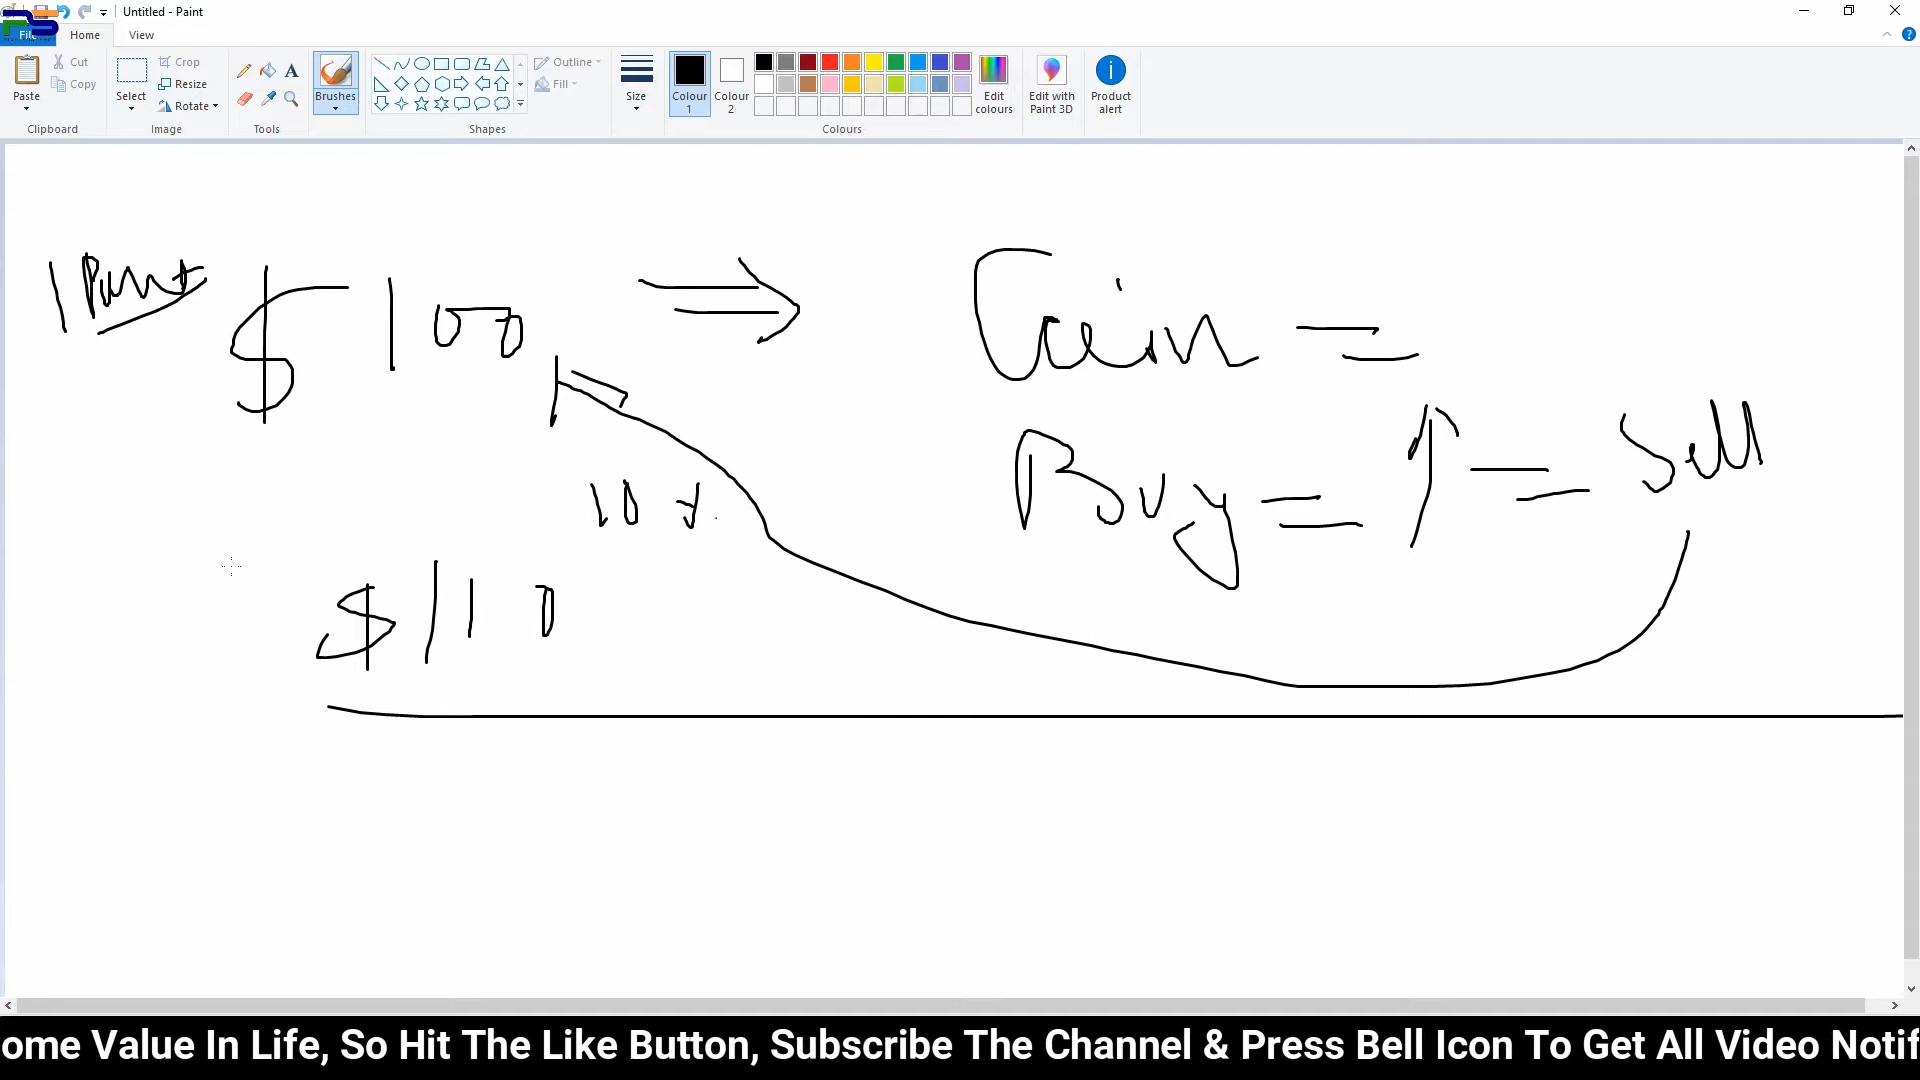 Untitled - Paint
File Home View
Paste
Cut
Copy
Clipboard
Select
Crop
Resize
Rotate
Image
Tools
Brushes
Shapes
Outline
Fill
Size
Colour 1
Colour 2
Edit colours
Colours
Edit with Paint 3D
Product alert
1
$100 ⇒ Coin =
Buy = ↑ = Sell
10
$110
ome Value In Life, So Hit The Like Button, Subscribe The Channel & Press Bell Icon To Get All Video Notif